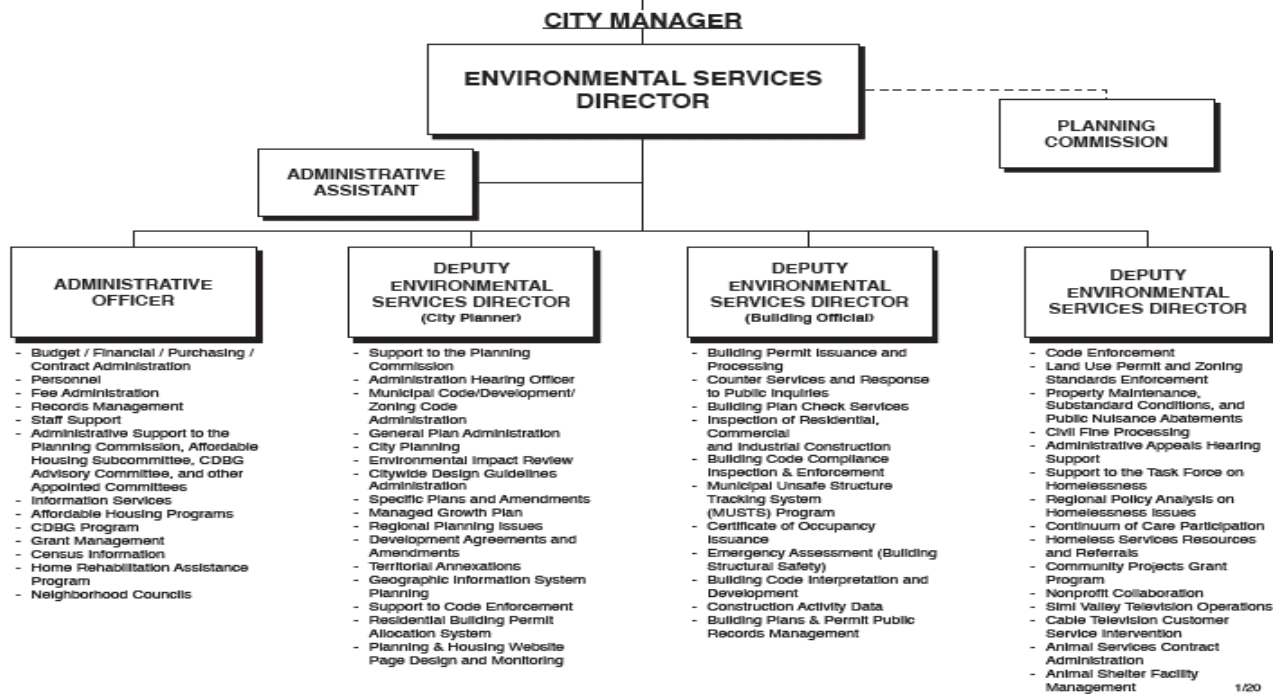 CITY MANAGER
ENVIRONMENTAL SERVICES
DIRECTOR
PLANNING
COMMISSION
ADMINISTRATIVE
ASSISTANT
ADMINISTRATIVE
OFFICER
- Budget / Financial / Purchasing /
Contract Administration
- Personnel
- Fee Administration
- Records Management
- Staff Support
- Administrative Support to the
Planning Commission, Affordable
Housing Subcommittee, CDBG
Advisory Committee, and other
Appointed Committees
- Information Services
- Affordable Housing Programs
- CDBG Program
- Grant Management
- Census Information
- Home Rehabilitation Assistance
Program
- Neighborhood Councils
DEPUTY
ENVIRONMENTAL
SERVICES DIRECTOR
(City Planner)
- Support to the Planning
Commission
- Administration Hearing Officer
- Municipal Code/Development/
Zoning Code
Administration
- General Plan Administration
- City Planning
- Environmental Impact Review
- Citywide Design Guidelines
Administration
- Specific Plans and Amendments
- Managed Growth Plan
- Regional Planning Issues
- Development Agreements and
Amendments
- Territorial Annexations
- Geographic Information System
Planning
- Support to Code Enforcement
- Residential Building Permit
Allocation System
- Planning & Housing Website
Page Design and Monitoring
DEPUTY
ENVIRONMENTAL
SERVICES DIRECTOR
(Building Official)
- Building Permit Issuance and
Processing
- Counter Services and Response
to Public Inquiries
- Building Plan Check Services
- Inspection of Residential,
Commercial
and Industrial Construction
- Building Code Compliance
Inspection & Enforcement
- Municipal Unsafe Structure
Tracking System
(MUSTS) Program
- Certificate of Occupancy
Issuance
- Emergency Assessment (Building
Structural Safety)
- Building Code Interpretation and
Development
- Construction Activity Data
- Building Plans & Permit Public
Records Management
DEPUTY
ENVIRONMENTAL
SERVICES DIRECTOR
- Code Enforcement
- Land Use Permit and Zoning
Standards Enforcement
- Property Maintenance,
Substandard Conditions, and
Public Nuisance Abatements
- Civil Fine Processing
- Administrative Appeals Hearing
Support
- Support to the Task Force on
Homelessness
- Regional Policy Analysis on
Homelessness Issues
- Continuum of Care Participation
- Homeless Services Resources
and Referrals
- Community Projects Grant
Program
- Nonprofit Collaboration
- Simi Valley Television Operations
- Cable Television Customer
Service Intervention
- Animal Services Contract
Administration
- Animal Shelter Facility
Management
1/20